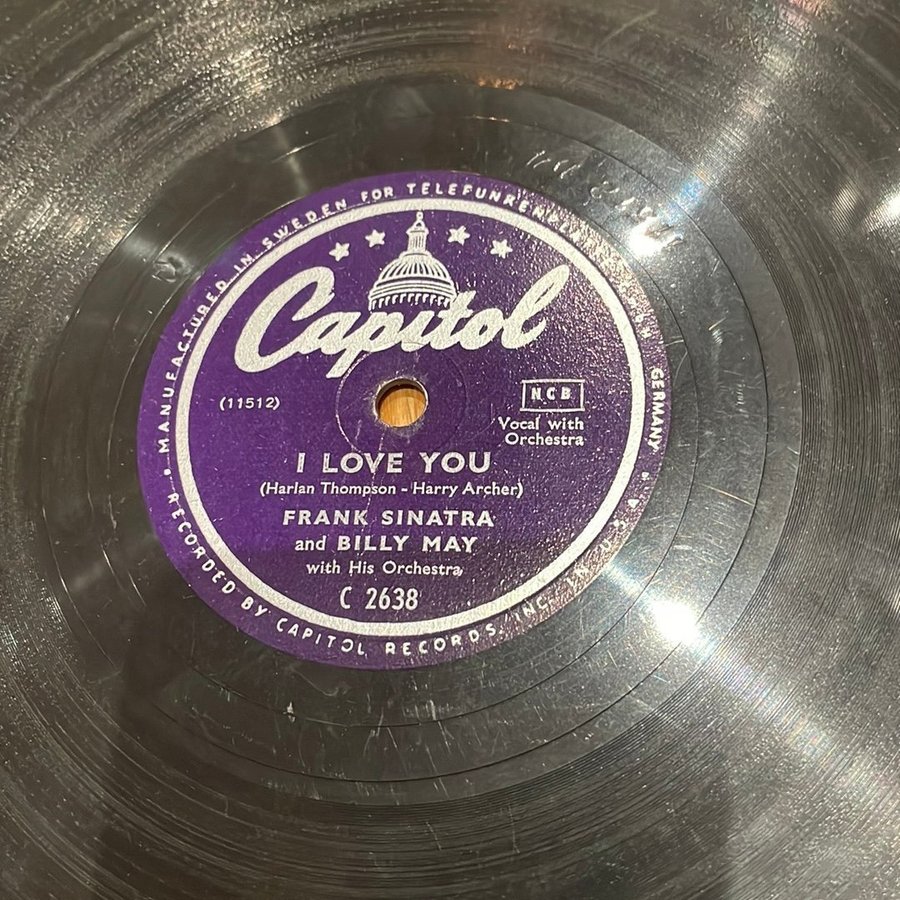 MANUFACTURED IN SWEDEN FOR TELEFUNKEN
GERMANY
Capitol
(11512)
NCB
Vocal with
Orchestra
I LOVE YOU
(Harlan Thompson - Harry Archer)
FRANK SINATRA
and BILLY MAY
with His Orchestra
C 2638
RECORDED BY CAPITOL RECORDS, INC. IN U.S.A.